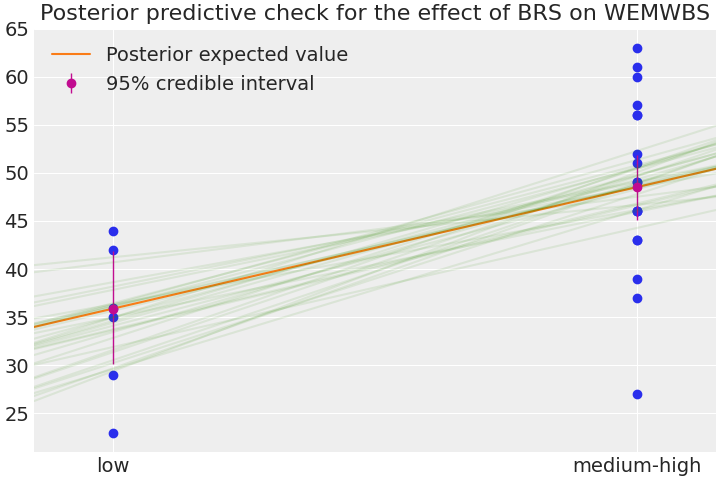 Posterior predictive check for the effect of BRS on WEMWBS
65
Posterior expected value
95% credible interval
60
55
50
45
40
35
30
25
low
medium-high